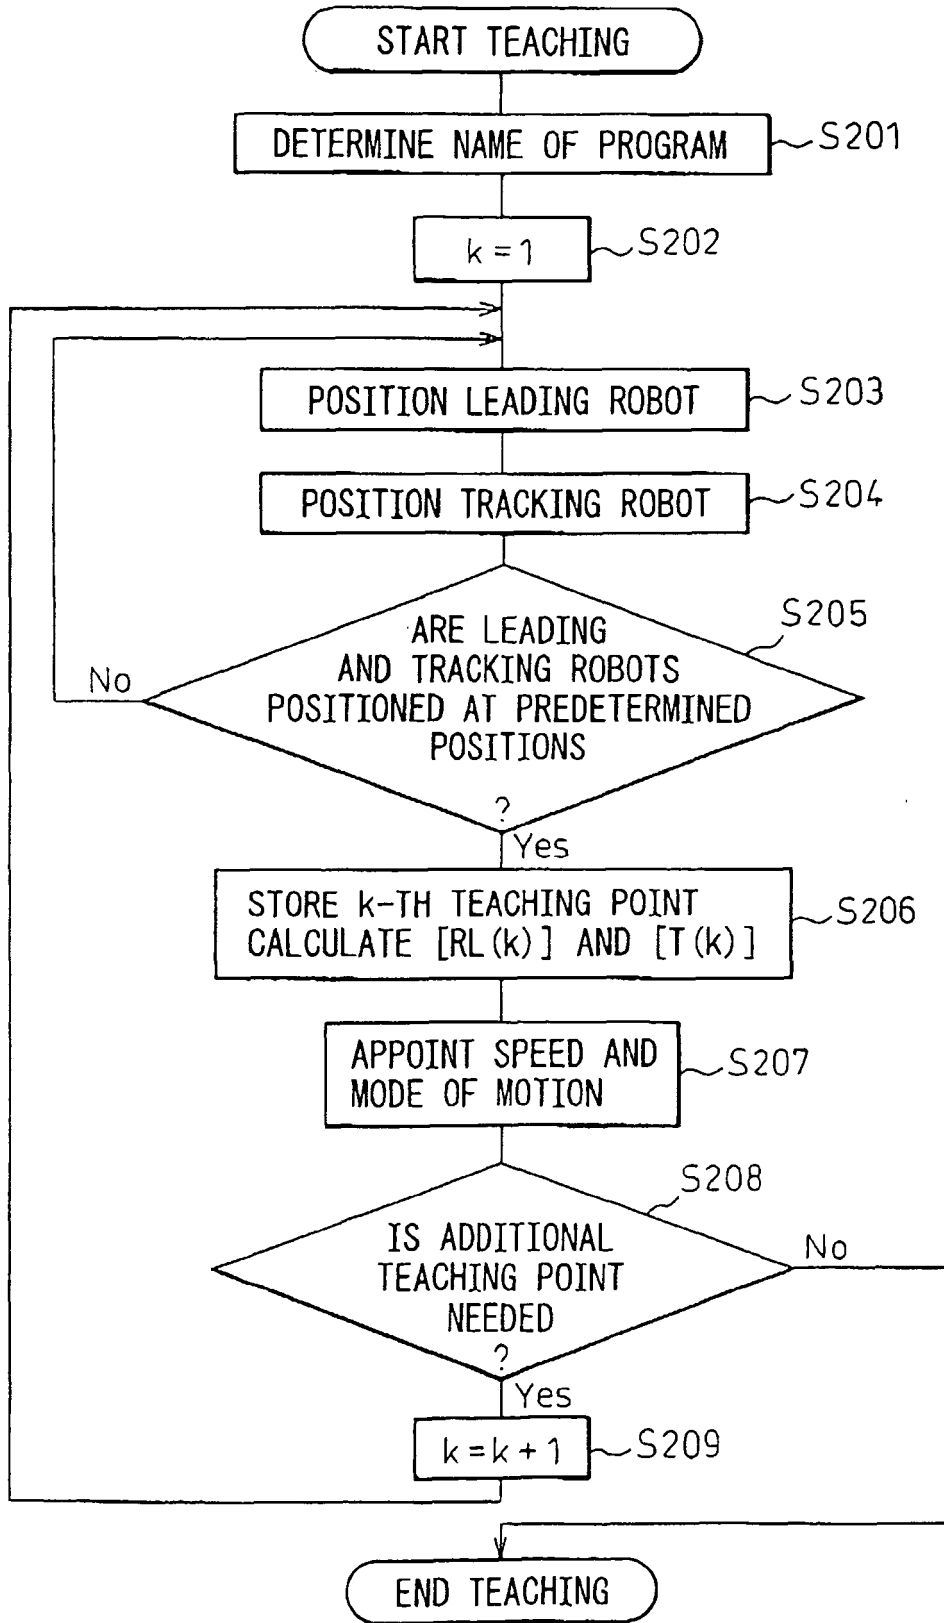 START TEACHING
DETERMINE NAME OF PROGRAM
S201
k = 1
S202
POSITION LEADING ROBOT
S203
POSITION TRACKING ROBOT
S204
ARE LEADING
AND TRACKING ROBOTS
POSITIONED AT PREDETERMINED
POSITIONS
?
S205
No
Yes
STORE k-TH TEACHING POINT
CALCULATE [RL(k)] AND [T(k)]
S206
APPOINT SPEED AND
MODE OF MOTION
S207
IS ADDITIONAL
TEACHING POINT
NEEDED
?
S208
No
Yes
k = k + 1
S209
END TEACHING